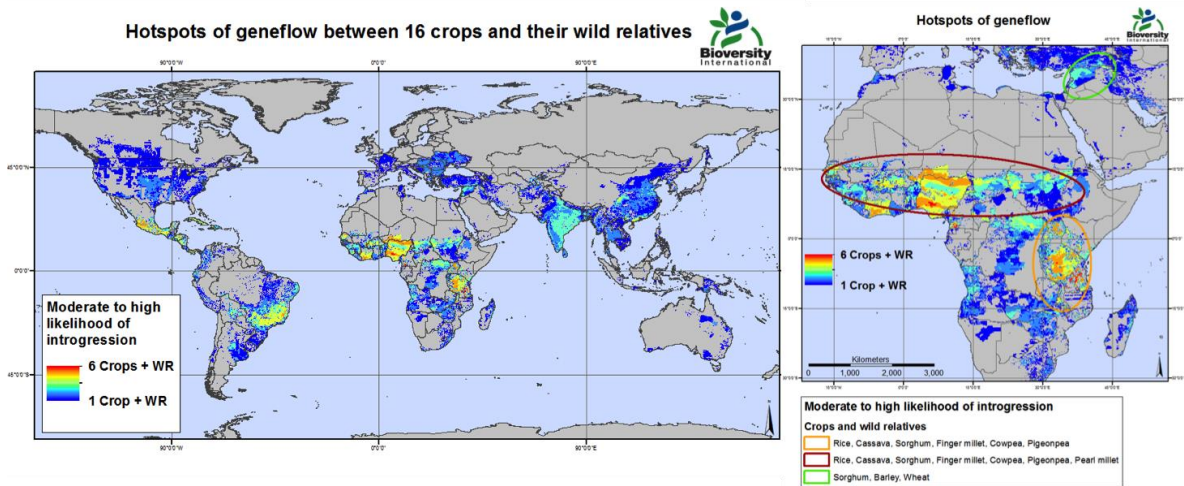 Hotspots of geneflow between 16 crops and their wild relatives
Bioversity
International
90°0'0"W
0°0'0"
90°0'0"E
45°0'0"N
0°0'0"
45°0'0"S
Moderate to high
likelihood of
introgression
6 Crops + WR
1 Crop + WR
90°0'0"W
0°0'0"
90°0'0"E
Hotspots of geneflow
Bioversity
International
6 Crops + WR
1 Crop + WR
Kilometers
0 1,000 2,000 3,000
Moderate to high likelihood of introgression
Crops and wild relatives
Rice, Cassava, Sorghum, Finger millet, Cowpea, Pigeonpea
Rice, Cassava, Sorghum, Finger millet, Cowpea, Pigeonpea, Pearl millet
Sorghum, Barley, Wheat